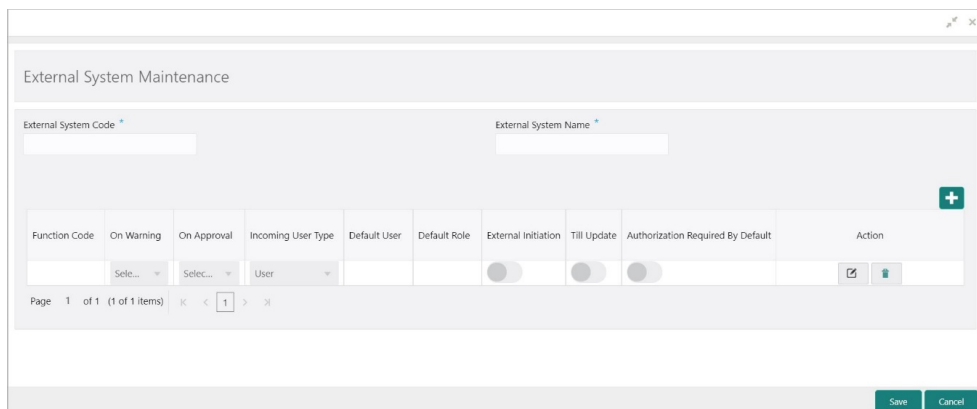 External System Maintenance
External System Code *
External System Name *
Function Code On Warning On Approval Incoming User Type Default User Default Role External Initiation Till Update Authorization Required By Default Action
Sele... Selec... User
Page 1 of 1 (1 of 1 items) K < 1 > >|
Save Cancel